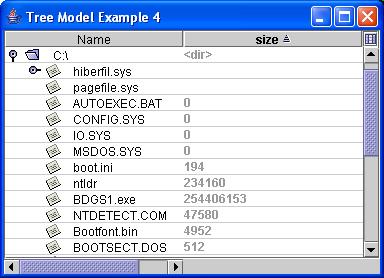 Tree Model Example 4
Name size
C:\ <dir>
hiberfil.sys
pagefile.sys
AUTOEXEC.BAT 0
CONFIG.SYS 0
IO.SYS 0
MSDOS.SYS 0
boot.ini 194
ntldr 234160
BDGS1.exe 254406153
NTDETECT.COM 47580
Bootfont.bin 4952
BOOTSECT.DOS 512